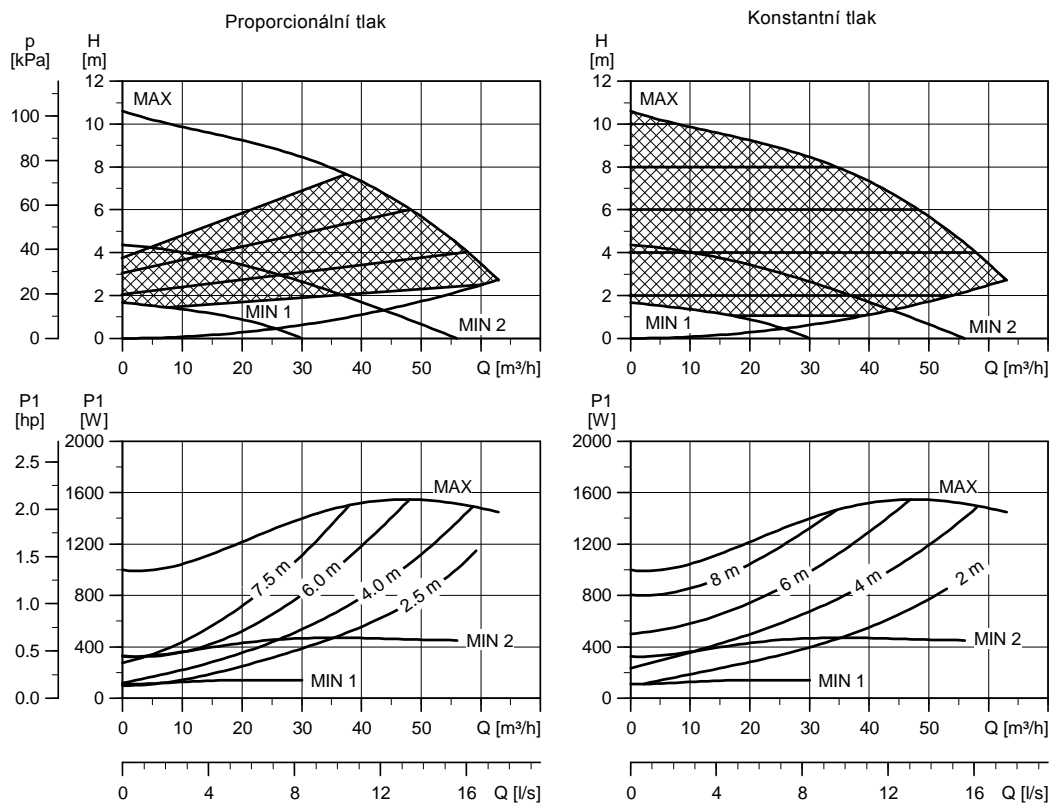 Proporcionální tlak
Konstantní tlak
p
[kPa]
H
[m]
H
[m]
12
10
8
6
4
2
0
100
80
60
40
20
0
MAX
MIN 1
MIN 2
0 10 20 30 40 50 Q [m³/h]
12
10
8
6
4
2
0
MAX
MIN 1
MIN 2
0 10 20 30 40 50 Q [m³/h]
P1
[hp]
P1
[W]
P1
[W]
2.5
2.0
1.5
1.0
0.5
0.0
2000
1600
1200
800
400
0
MAX
7.5 m
6.0 m
4.0 m
2.5 m
MIN 2
MIN 1
0 10 20 30 40 50 Q [m³/h]
2000
1600
1200
800
400
0
MAX
8 m
6 m
4 m
2 m
MIN 2
MIN 1
0 10 20 30 40 50 Q [m³/h]
0 4 8 12 16 Q [l/s]
0 4 8 12 16 Q [l/s]